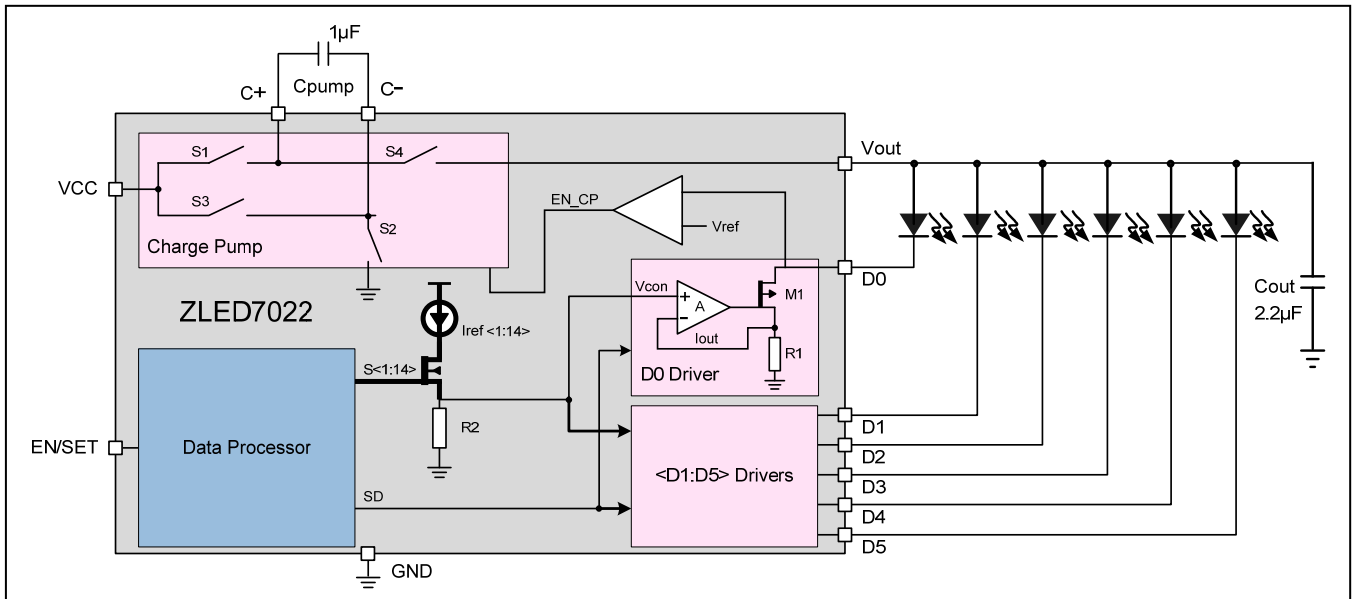 1µF
Cpump
C+
C-
S1
S4
Vout
VCC
S3
EN_CP
S2
Vref
Charge Pump
D0
ZLED7022
Vcon
+
A
-
M1
Cout
2.2µF
Iref <1:14>
Iout
R1
S<1:14>
D0 Driver
R2
D1
EN/SET
Data Processor
D2
<D1:D5> Drivers
D3
SD
D4
D5
GND